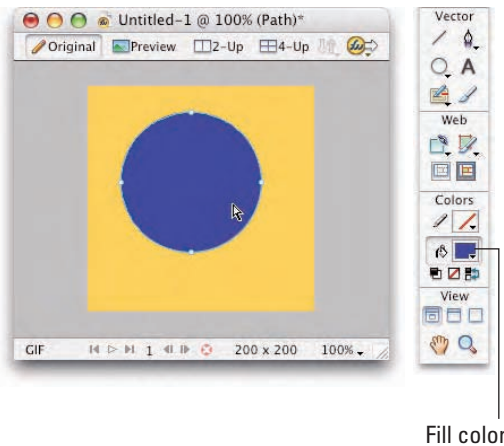 Untitled-1 @ 100% (Path)*
Original Preview 2-Up 4-Up
GIF 1 200 x 200 100%
Vector
A
Web
Colors
View
Fill color